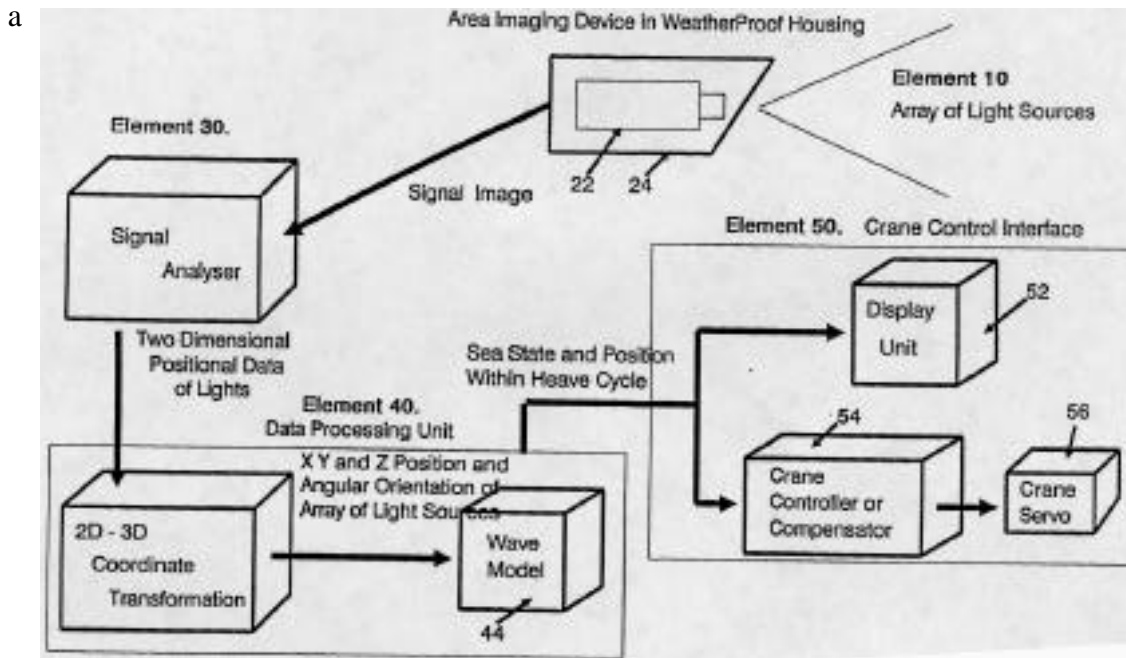 a
Area Imaging Device in WeatherProof Housing
Element 10
Array of Light Sources
Element 30.
22
24
Signal Image
Signal
Analyser
Element 50. Crane Control Interface
52
Display
Unit
Two Dimensional
Positional Data
of Lights
Sea State and Position
Within Heave Cycle
Element 40.
Data Processing Unit
54
56
X Y and Z Position and
Angular Orientation of
Array of Light Sources
Crane
Controller or
Compensator
Crane
Servo
2D - 3D
Coordinate
Transformation
Wave
Model
44